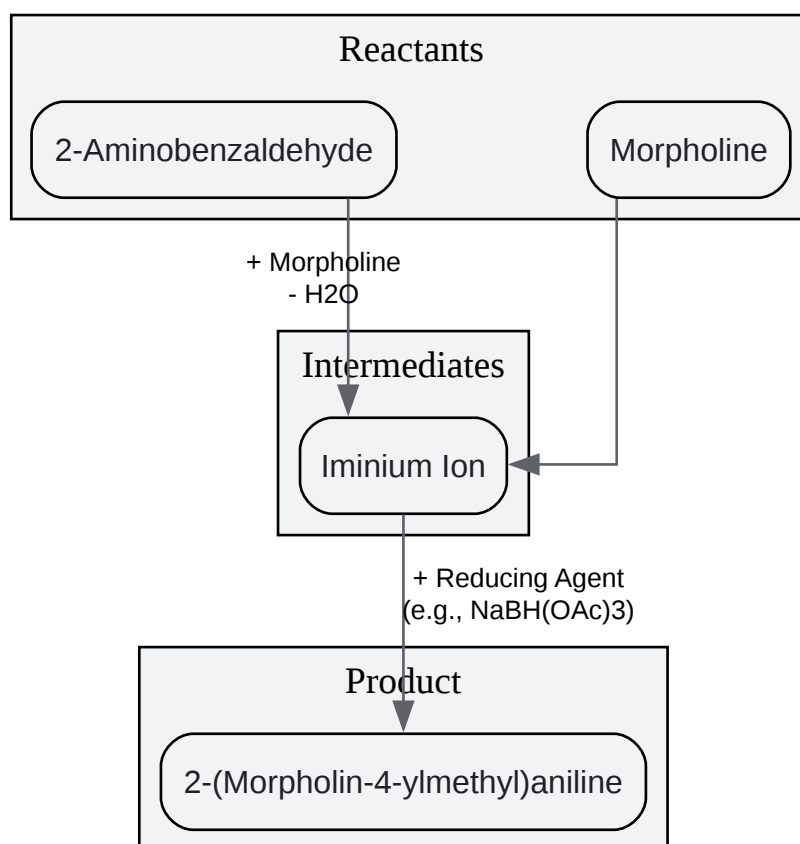 Reactants
2-Aminobenzaldehyde
Morpholine
+ Morpholine
- H2O
Intermediates
Iminium Ion
+ Reducing Agent
(e.g., NaBH(OAc)3)
Product
2-(Morpholin-4-ylmethyl)aniline